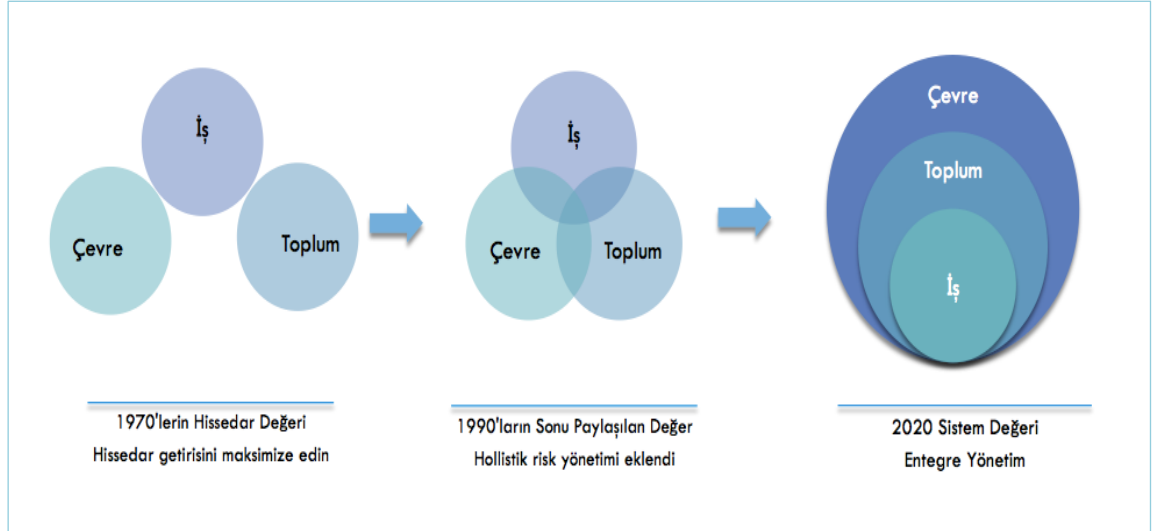 İş
Çevre
Toplum
1970'lerin Hissedar Değeri
Hissedar getirisini maksimize edin
İş
Çevre
Toplum
1990'ların Sonu Paylaşılan Değer
Hollistik risk yönetimi eklendi
Çevre
Toplum
İş
2020 Sistem Değeri
Entegre Yönetim